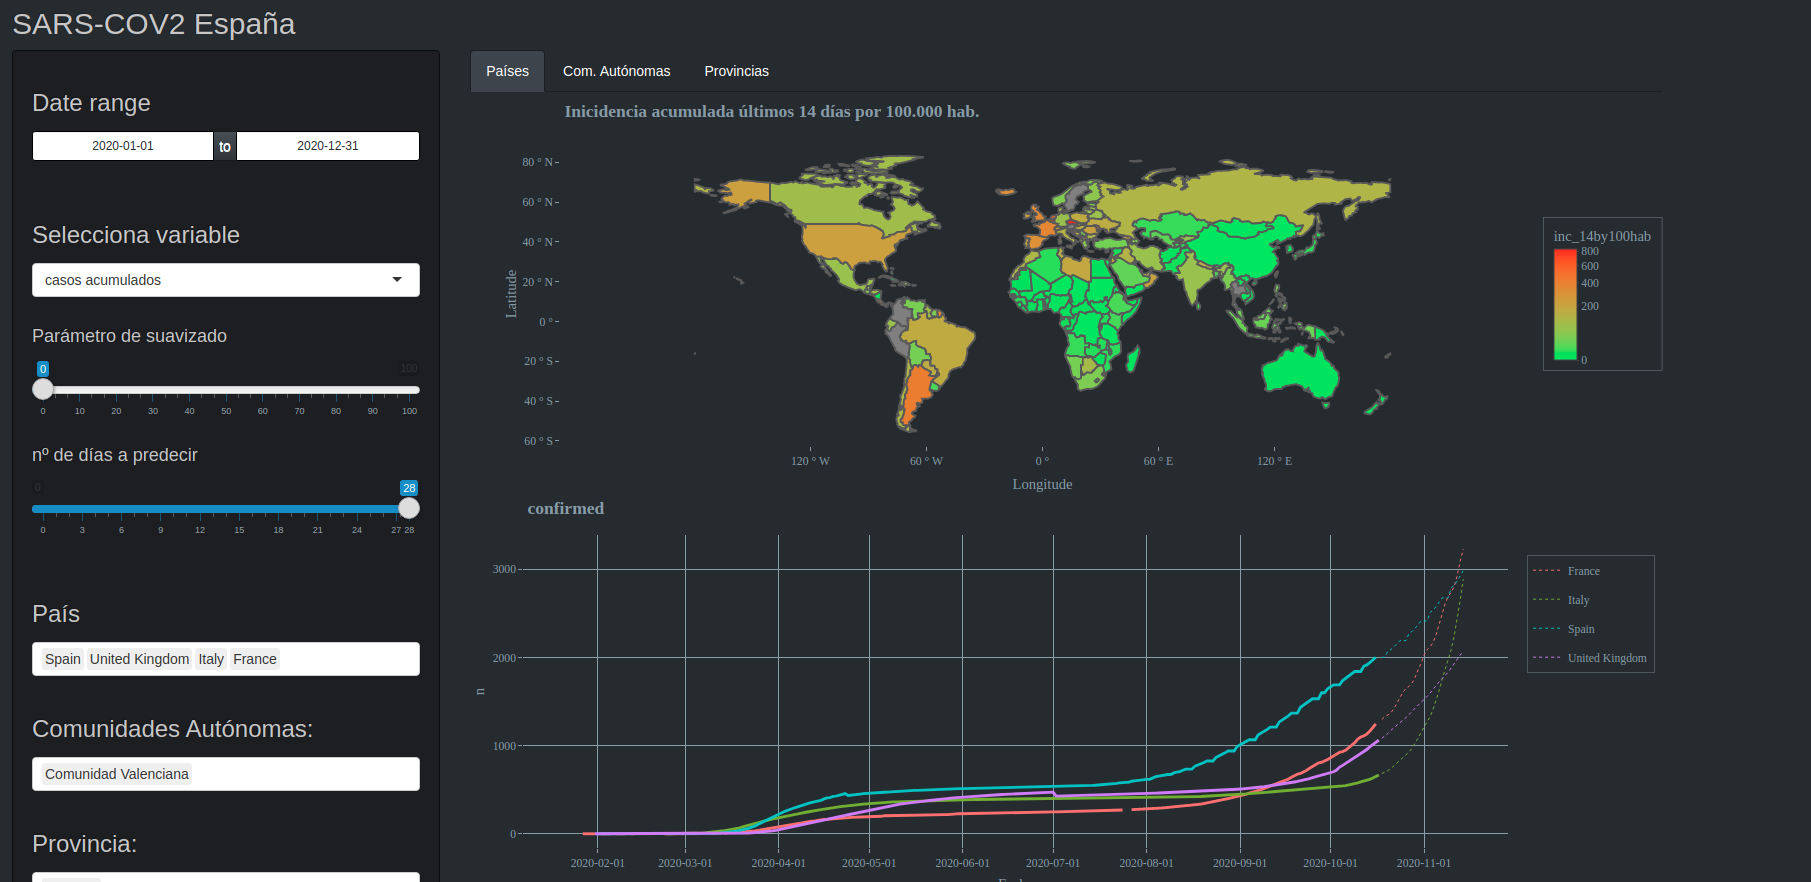 SARS-COV2 España
Date range
2020-01-01 to 2020-12-31
Selecciona variable
casos acumulados
Parámetro de suavizado
0 100
0 10 20 30 40 50 60 70 80 90 100
nº de días a predecir
0 28
0 3 6 9 12 15 18 21 24 27 28
País
Spain United Kingdom Italy France
Comunidades Autónomas:
Comunidad Valenciana
Provincia:
Países Com. Autónomas Provincias
Inicidencia acumulada últimos 14 días por 100.000 hab.
80 ° N
60 ° N
40 ° N
20 ° N
0 °
20 ° S
40 ° S
60 ° S
Latitude
120 ° W 60 ° W 0 ° 60 ° E 120 ° E
Longitude
inc_14by100hab
800
600
400
200
0
confirmed
3000
2000
1000
0
n
2020-02-01 2020-03-01 2020-04-01 2020-05-01 2020-06-01 2020-07-01 2020-08-01 2020-09-01 2020-10-01 2020-11-01
France
Italy
Spain
United Kingdom